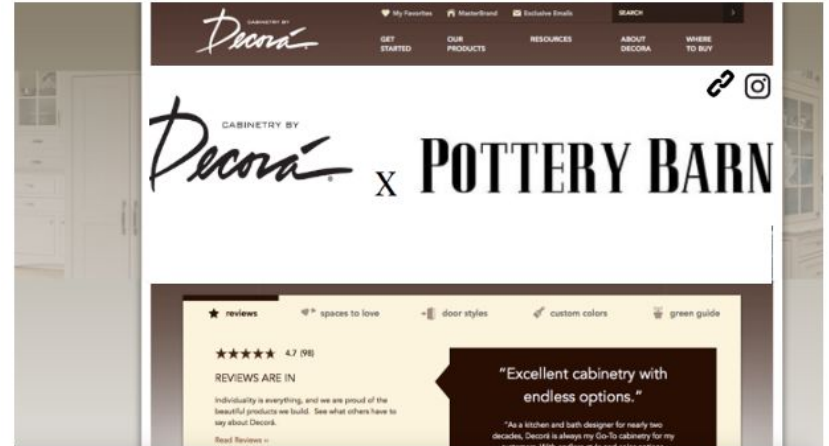 My Favorites MasterBrand Exclusive Emails SEARCH
CABINETRY BY
Decorá
GET STARTED
OUR PRODUCTS
RESOURCES
ABOUT DECORA
WHERE TO BUY
CABINETRY BY
Decorá
x POTTERY BARN
reviews spaces to love door styles custom colors green guide
4.7 (98)
REVIEWS ARE IN
Individuality is everything, and we are proud of the
beautiful products we build. See what others have to
say about Decorá.
Read Reviews »
“Excellent cabinetry with
endless options.”
“As a kitchen and bath designer for nearly two
decades, Decorá is always my Go-To cabinetry for my